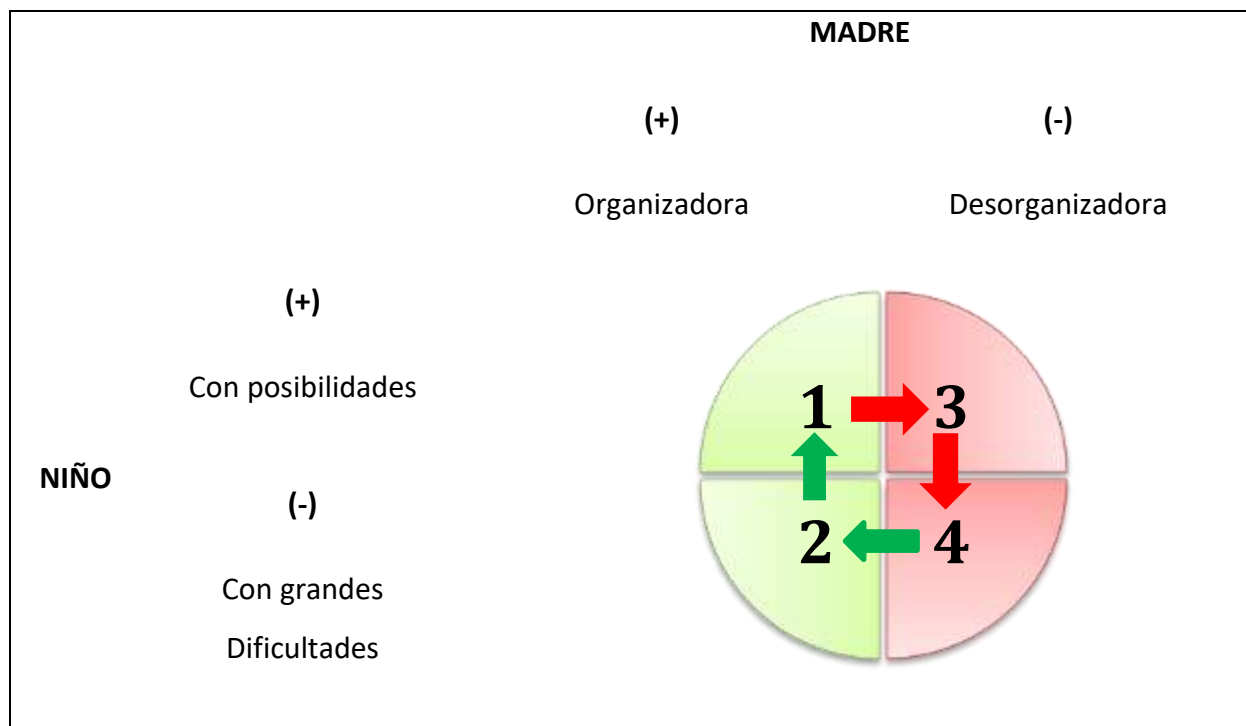 MADRE
(+) (-)
Organizadora Desorganizadora
(+)
Con posibilidades
1 3
NIÑO
(-)
2 4
Con grandes
Dificultades